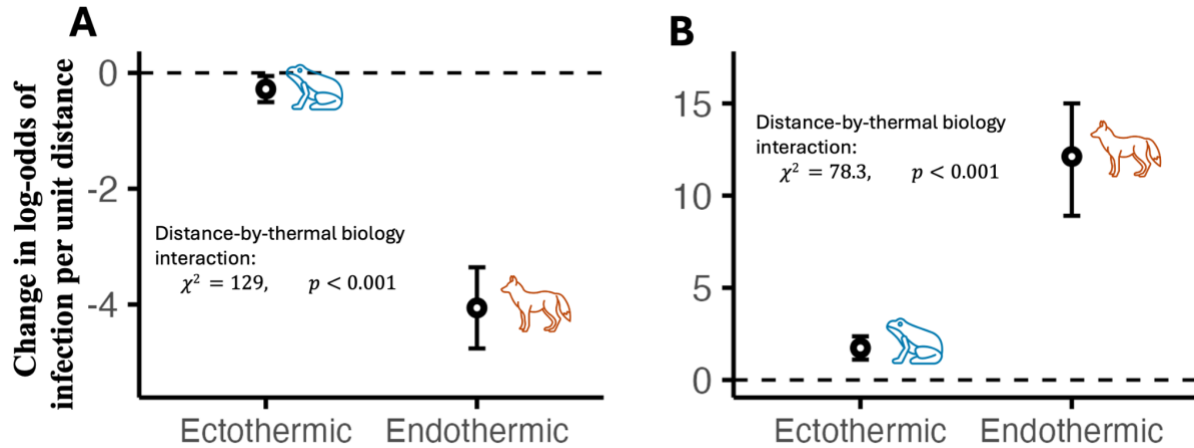 A
Change in log-odds of
infection per unit distance
0
-2
-4
Distance-by-thermal biology
interaction:
χ² = 129, p < 0.001
Ectothermic Endothermic
B
15
10
5
0
Distance-by-thermal biology
interaction:
χ² = 78.3, p < 0.001
Ectothermic Endothermic